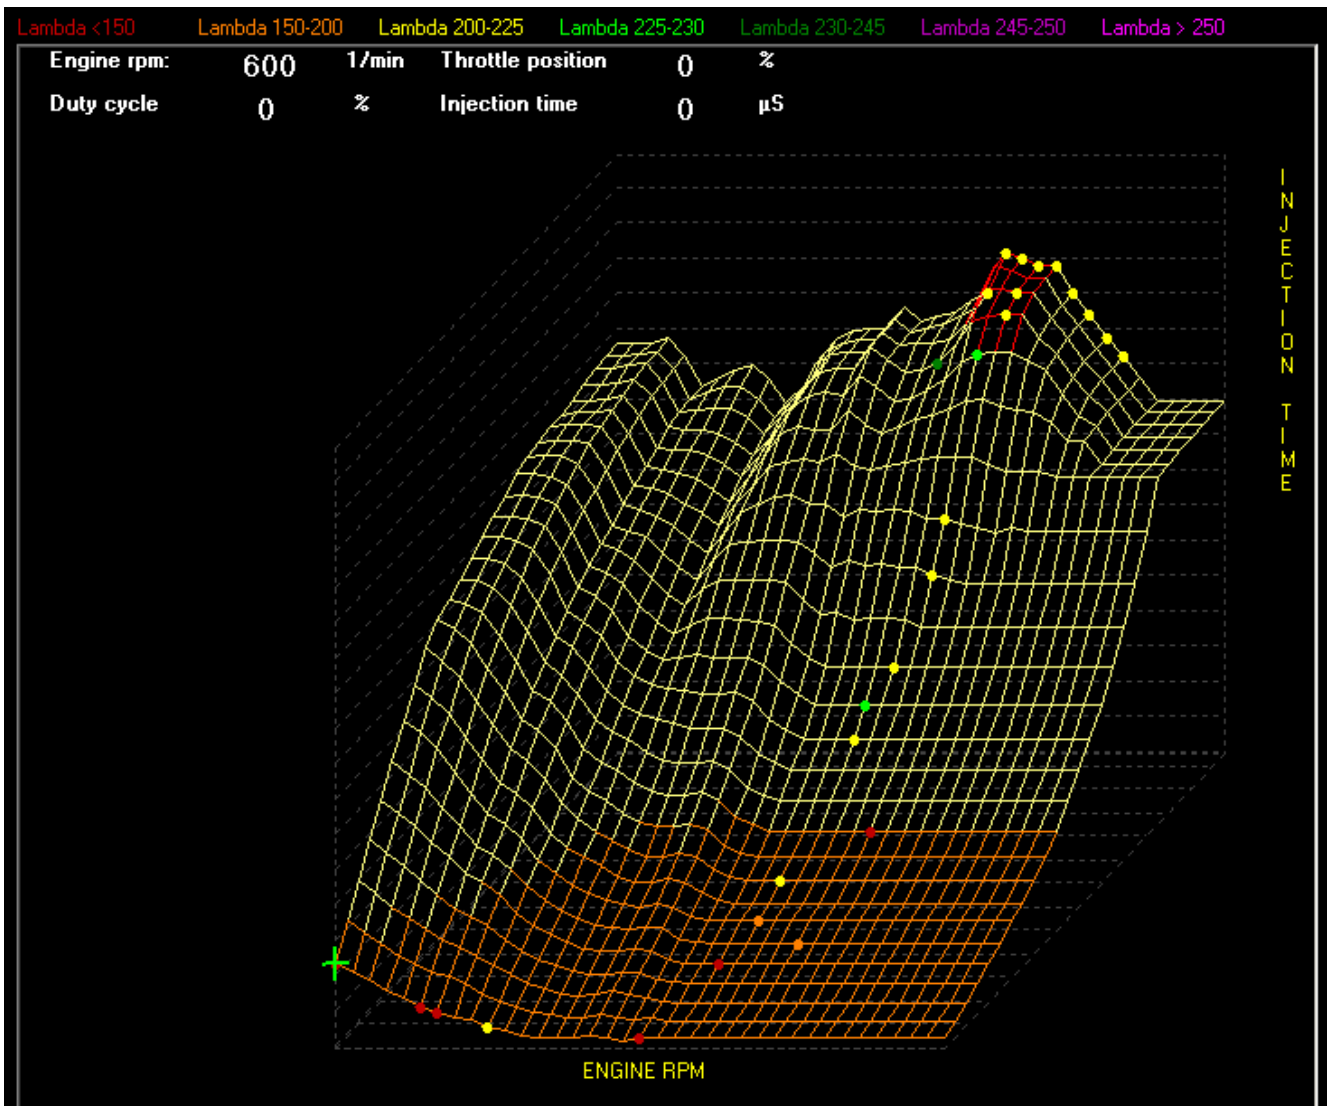 Lambda <150 Lambda 150-200 Lambda 200-225 Lambda 225-230 Lambda 230-245 Lambda 245-250 Lambda > 250
Engine rpm: 600 1/min Throttle position 0 %
Duty cycle 0 % Injection time 0 µS
INJECTION TIME
ENGINE RPM